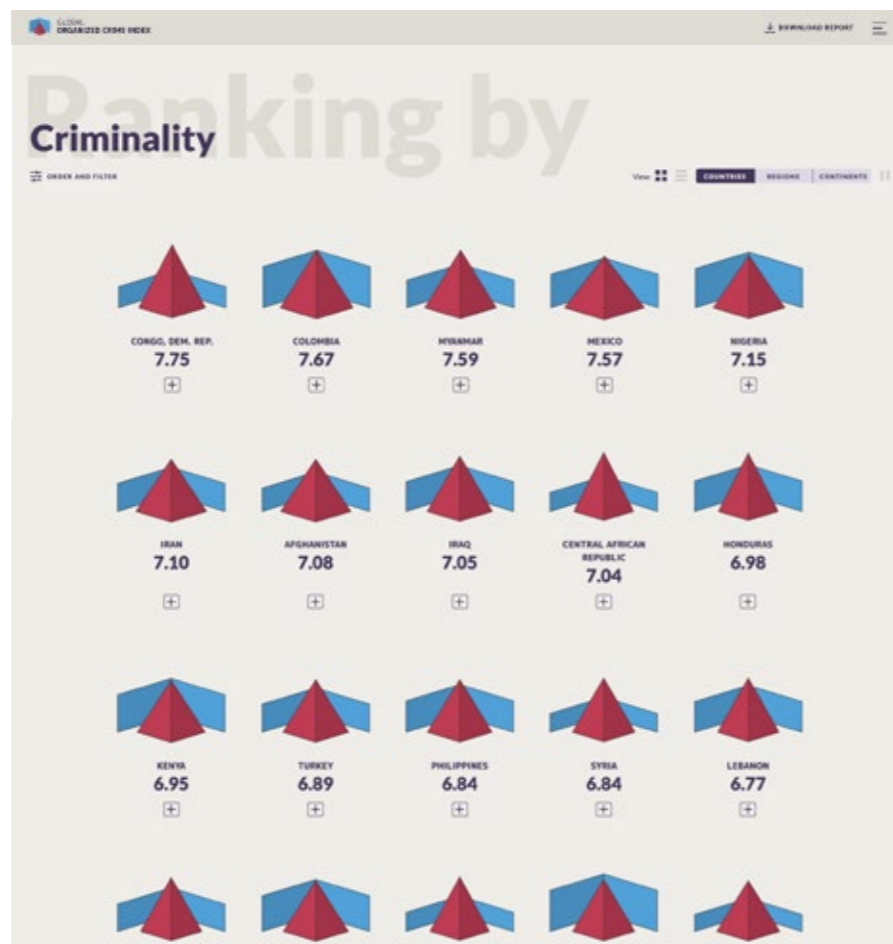 GLOBAL
ORGANIZED CRIME INDEX
DOWNLOAD REPORT
Ranking by
Criminality
ORDER AND FILTER
View
COUNTRIES
REGIONS
CONTINENTS
CONGO, DEM. REP.
7.75
COLOMBIA
7.67
MYANMAR
7.59
MEXICO
7.57
NIGERIA
7.15
IRAN
7.10
AFGHANISTAN
7.08
IRAQ
7.05
CENTRAL AFRICAN
REPUBLIC
7.04
HONDURAS
6.98
KENYA
6.95
TURKEY
6.89
PHILIPPINES
6.84
SYRIA
6.84
LEBANON
6.77